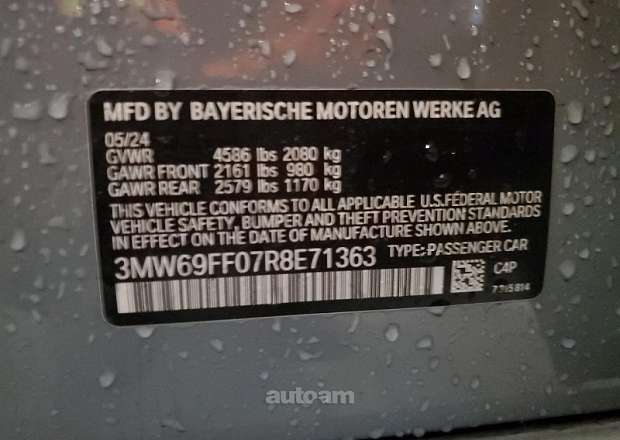 MFD BY BAYERISCHE MOTOREN WERKE AG
05/24
GVWR 4586 lbs 2080 kg
GAWR FRONT 2161 lbs 980 kg
GAWR REAR 2579 lbs 1170 kg
THIS VEHICLE CONFORMS TO ALL APPLICABLE U.S.FEDERAL MOTOR
VEHICLE SAFETY, BUMPER AND THEFT PREVENTION STANDARDS
IN EFFECT ON THE DATE OF MANUFACTURE SHOWN ABOVE.
3MW69FF07R8E71363 TYPE:PASSENGER CAR
C4P
autoam